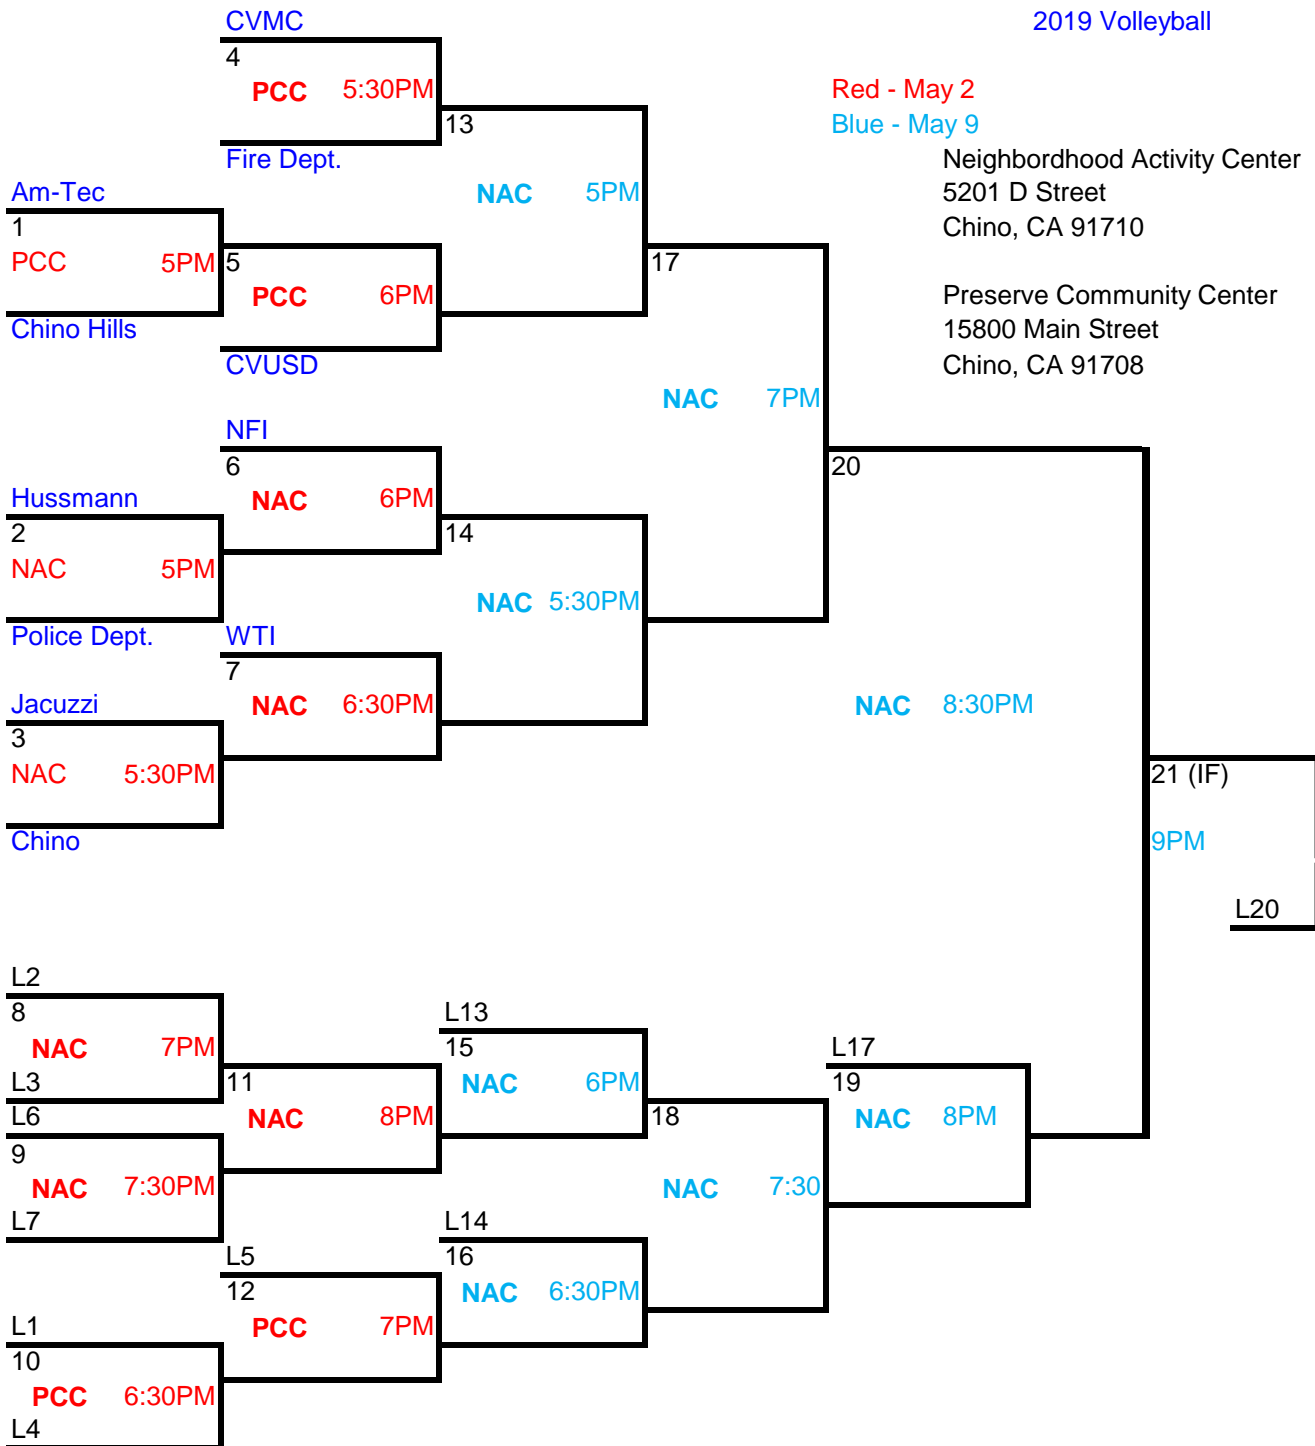 CVMC
2019 Volleyball
4
PCC 5:30PM
Red - May 2
13
Blue - May 9
Fire Dept.
Neighbordhood Activity Center
Am-Tec
NAC 5PM
5201 D Street
1
Chino, CA 91710
PCC 5PM
5
17
PCC 6PM
Preserve Community Center
Chino Hills
15800 Main Street
CVUSD
Chino, CA 91708
NAC 7PM
NFI
6
20
Hussmann
NAC 6PM
2
14
NAC 5PM
NAC 5:30PM
Police Dept.
WTI
7
Jacuzzi
NAC 6:30PM
NAC 8:30PM
3
NAC 5:30PM
21 (IF)
Chino
9PM
L20
L2
8
L13
NAC 7PM
15
L17
L3
11
NAC 6PM
19
L6
NAC 8PM
18
NAC 8PM
9
NAC 7:30PM
NAC 7:30
L7
L14
L5
16
12
NAC 6:30PM
L1
PCC 7PM
10
PCC 6:30PM
L4